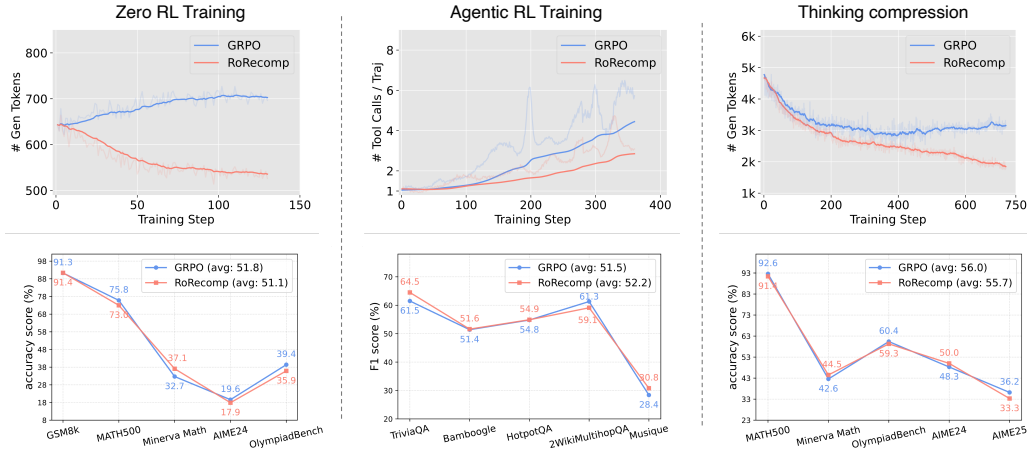 Zero RL Training
800
700
600
500
# Gen Tokens
GRPO
RoRecomp
0
50
100
150
Training Step
Agentic RL Training
8
6
4
2
1
# Tool Calls / Traj
GRPO
RoRecomp
0
100
200
300
400
Training Step
Thinking compression
6k
5k
4k
3k
2k
1k
# Gen Tokens
GRPO
RoRecomp
0
200
400
600
750
Training Step
98
88
78
68
58
48
38
28
18
8
accuracy score (%)
GRPO (avg: 51.8)
RoRecomp (avg: 51.1)
91.3
91.4
75.8
37.1
32.7
19.6
17.9
39.4
35.9
GSM8k
MATH500
Minerva Math
AIME24
OlympiadBench
70
60
50
40
30
20
F1 score (%)
GRPO (avg: 51.5)
RoRecomp (avg: 52.2)
64.5
61.5
51.6
51.4
54.9
54.8
61.3
59.1
30.8
28.4
TriviaQA
Bamboogle
HotpotQA
2WikiMultihopQA
Musique
93
83
73
63
53
43
33
23
accuracy score (%)
GRPO (avg: 56.0)
RoRecomp (avg: 55.7)
92.6
44.5
42.6
60.4
59.3
50.0
48.3
36.2
33.3
MATH500
Minerva Math
OlympiadBench
AIME24
AIME25